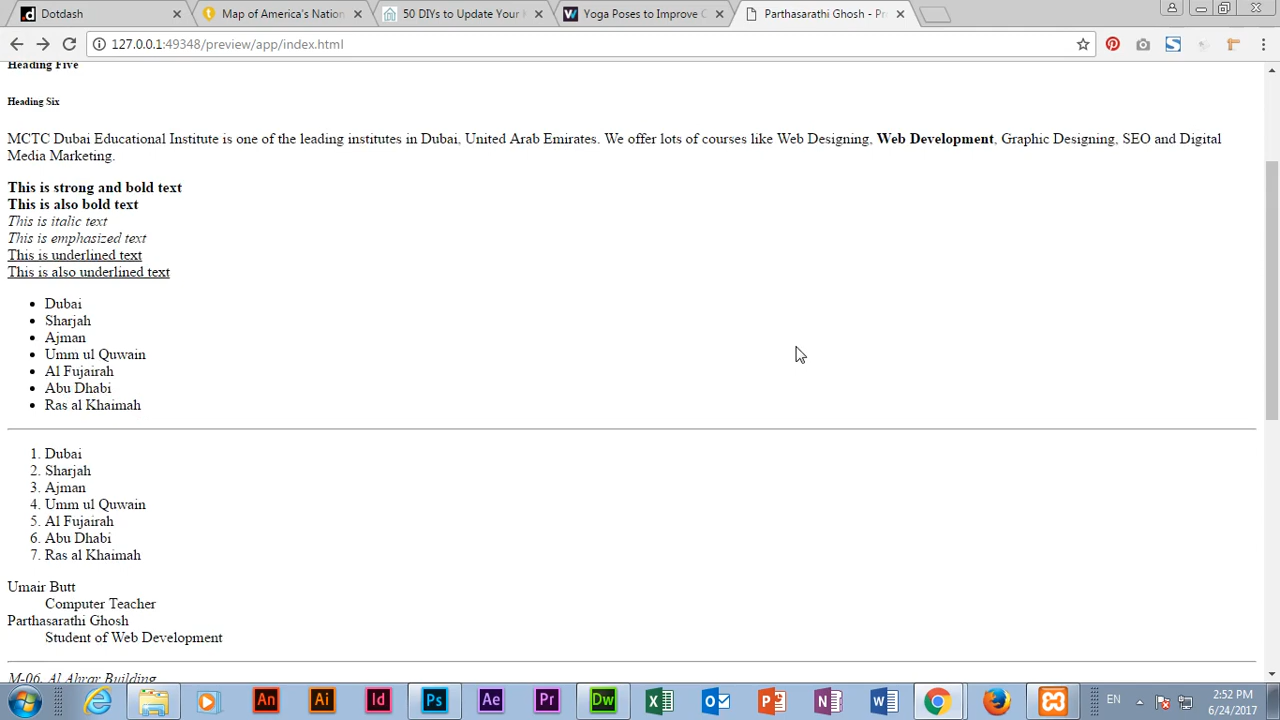 Dotdash
Map of America's Nation
50 DIYs to Update Your
Yoga Poses to Improve
Parthasarathi Ghosh - Pr
127.0.0.1:49348/preview/app/index.html
Heading Five
Heading Six
MCTC Dubai Educational Institute is one of the leading institutes in Dubai, United Arab Emirates. We offer lots of courses like Web Designing, Web Development, Graphic Designing, SEO and Digital
Media Marketing.
This is strong and bold text
This is also bold text
This is italic text
This is emphasized text
This is underlined text
This is also underlined text
• Dubai
• Sharjah
• Ajman
• Umm ul Quwain
• Al Fujairah
• Abu Dhabi
• Ras al Khaimah
1. Dubai
2. Sharjah
3. Ajman
4. Umm ul Quwain
5. Al Fujairah
6. Abu Dhabi
7. Ras al Khaimah
Umair Butt
Computer Teacher
Parthasarathi Ghosh
Student of Web Development
M-06, Al Ahrar Building
An Ai Id Ps Ae Pr Dw
EN
2:52 PM
6/24/2017